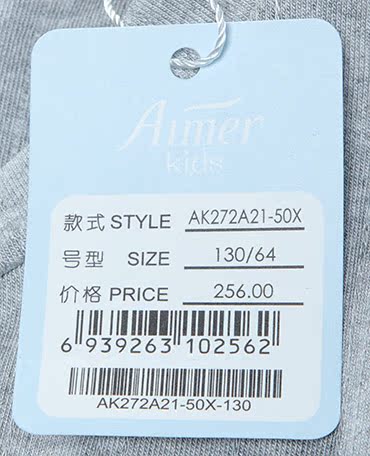 Aimer
kids
款式 STYLE AK272A21-50X
号型 SIZE 130/64
价格 PRICE 256.00
6 939263 102562
AK272A21-50X-130